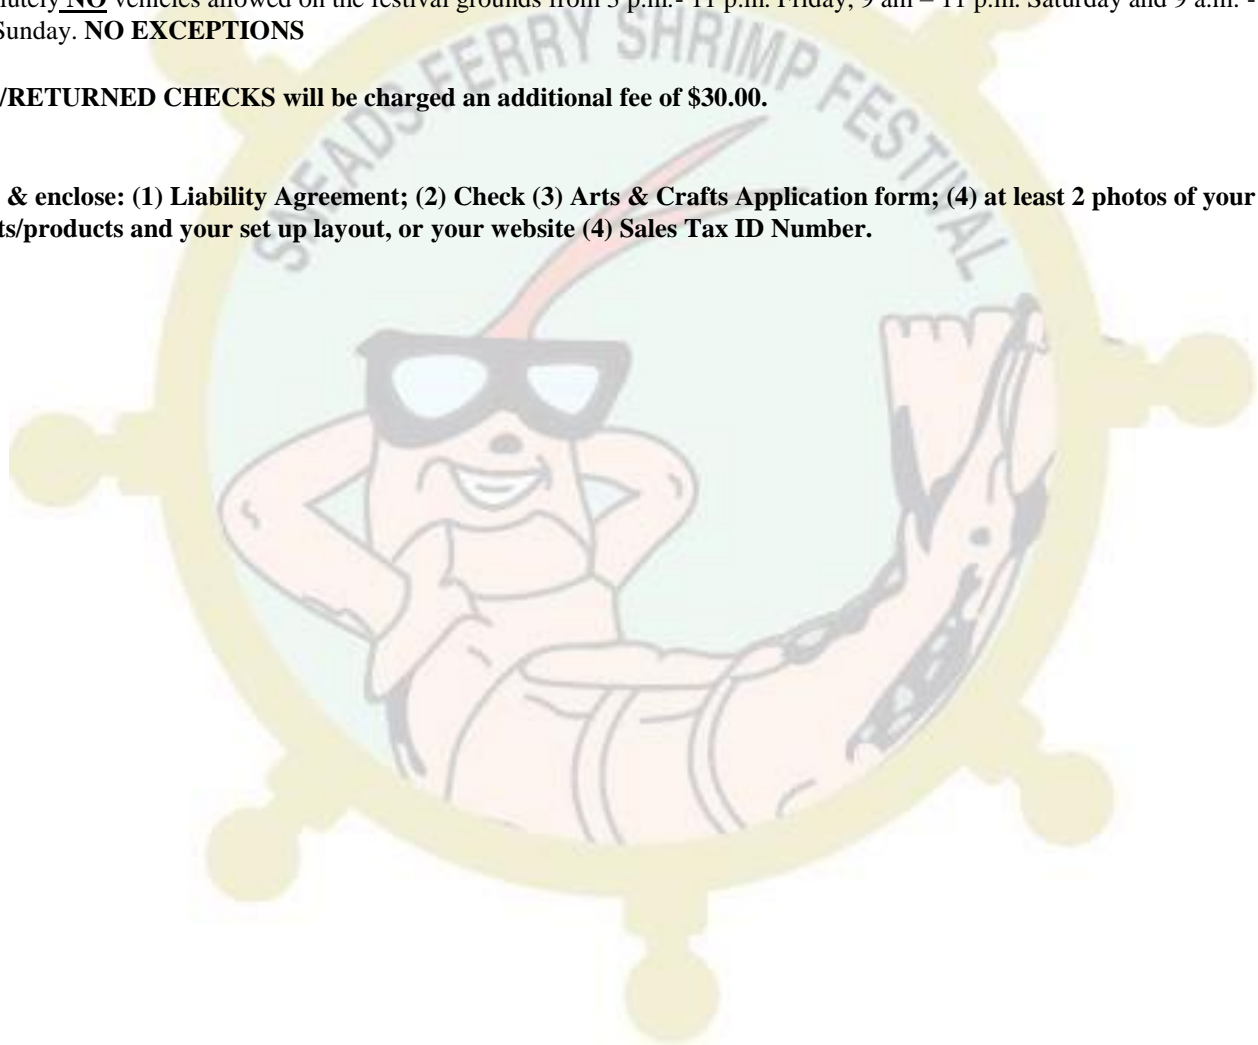 NO vehicles allowed on the festival grounds from 3 p.m.- 11 p.m. Friday, 9 am – 11 p.m. Saturday and 9 a.m. -
Sunday. NO EXCEPTIONS
/RETURNED CHECKS will be charged an additional fee of $30.00.
& enclose: (1) Liability Agreement; (2) Check (3) Arts & Crafts Application form; (4) at least 2 photos of your
ts/products and your set up layout, or your website (4) Sales Tax ID Number.
SNEADS FERRY SHRIMP FESTIVAL